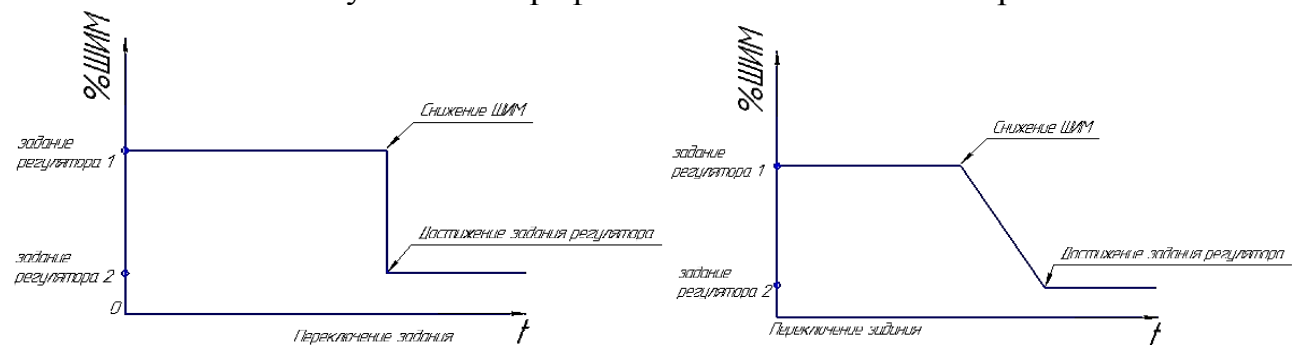 %ШИМ
Снижение ШИМ
задание
регулятора 1
Достижение задания регулятора
задание
регулятора 2
0
Переключение задания
t
%ШИМ
Снижение ШИМ
задание
регулятора 1
Достижение задания регулятора
задание
регулятора 2
Переключение задания
t